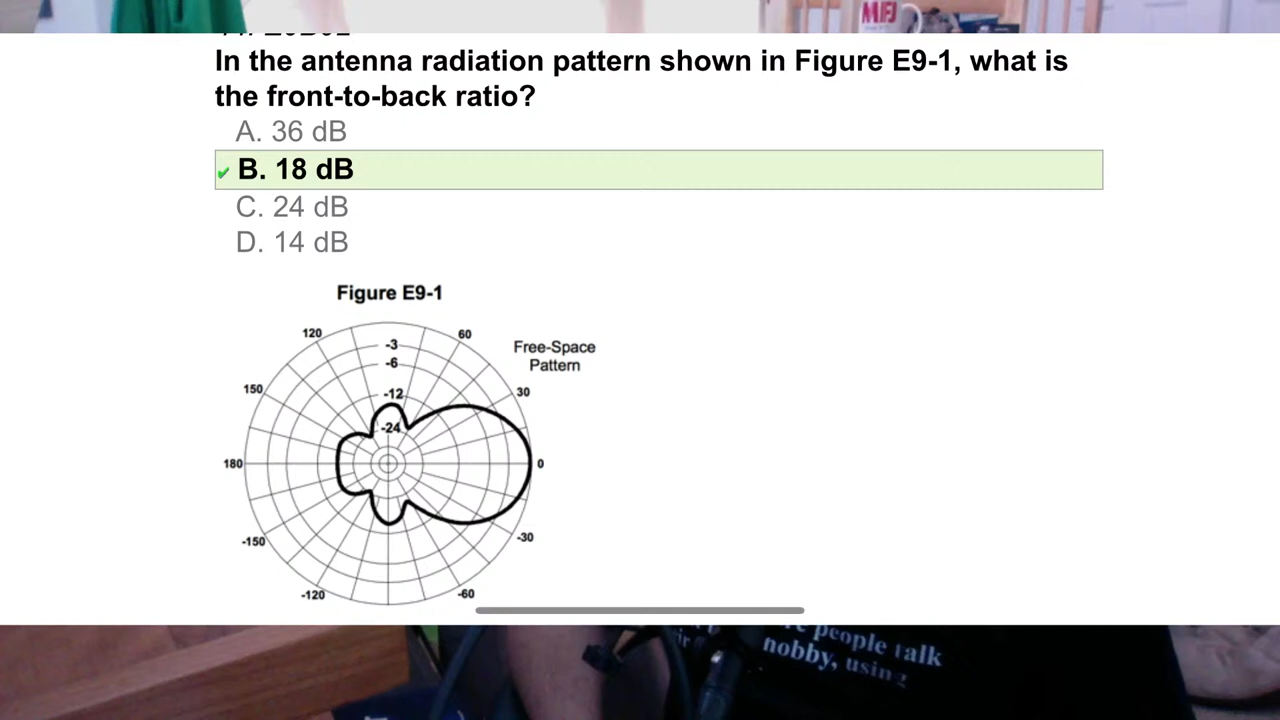 MFJ
In the antenna radiation pattern shown in Figure E9-1, what is
the front-to-back ratio?
A. 36 dB
B. 18 dB
C. 24 dB
D. 14 dB
Figure E9-1
120
60
-3
-6
Free-Space
Pattern
150
-12
30
-24
180
0
-150
-30
-120
-60
people talk
nobby, using